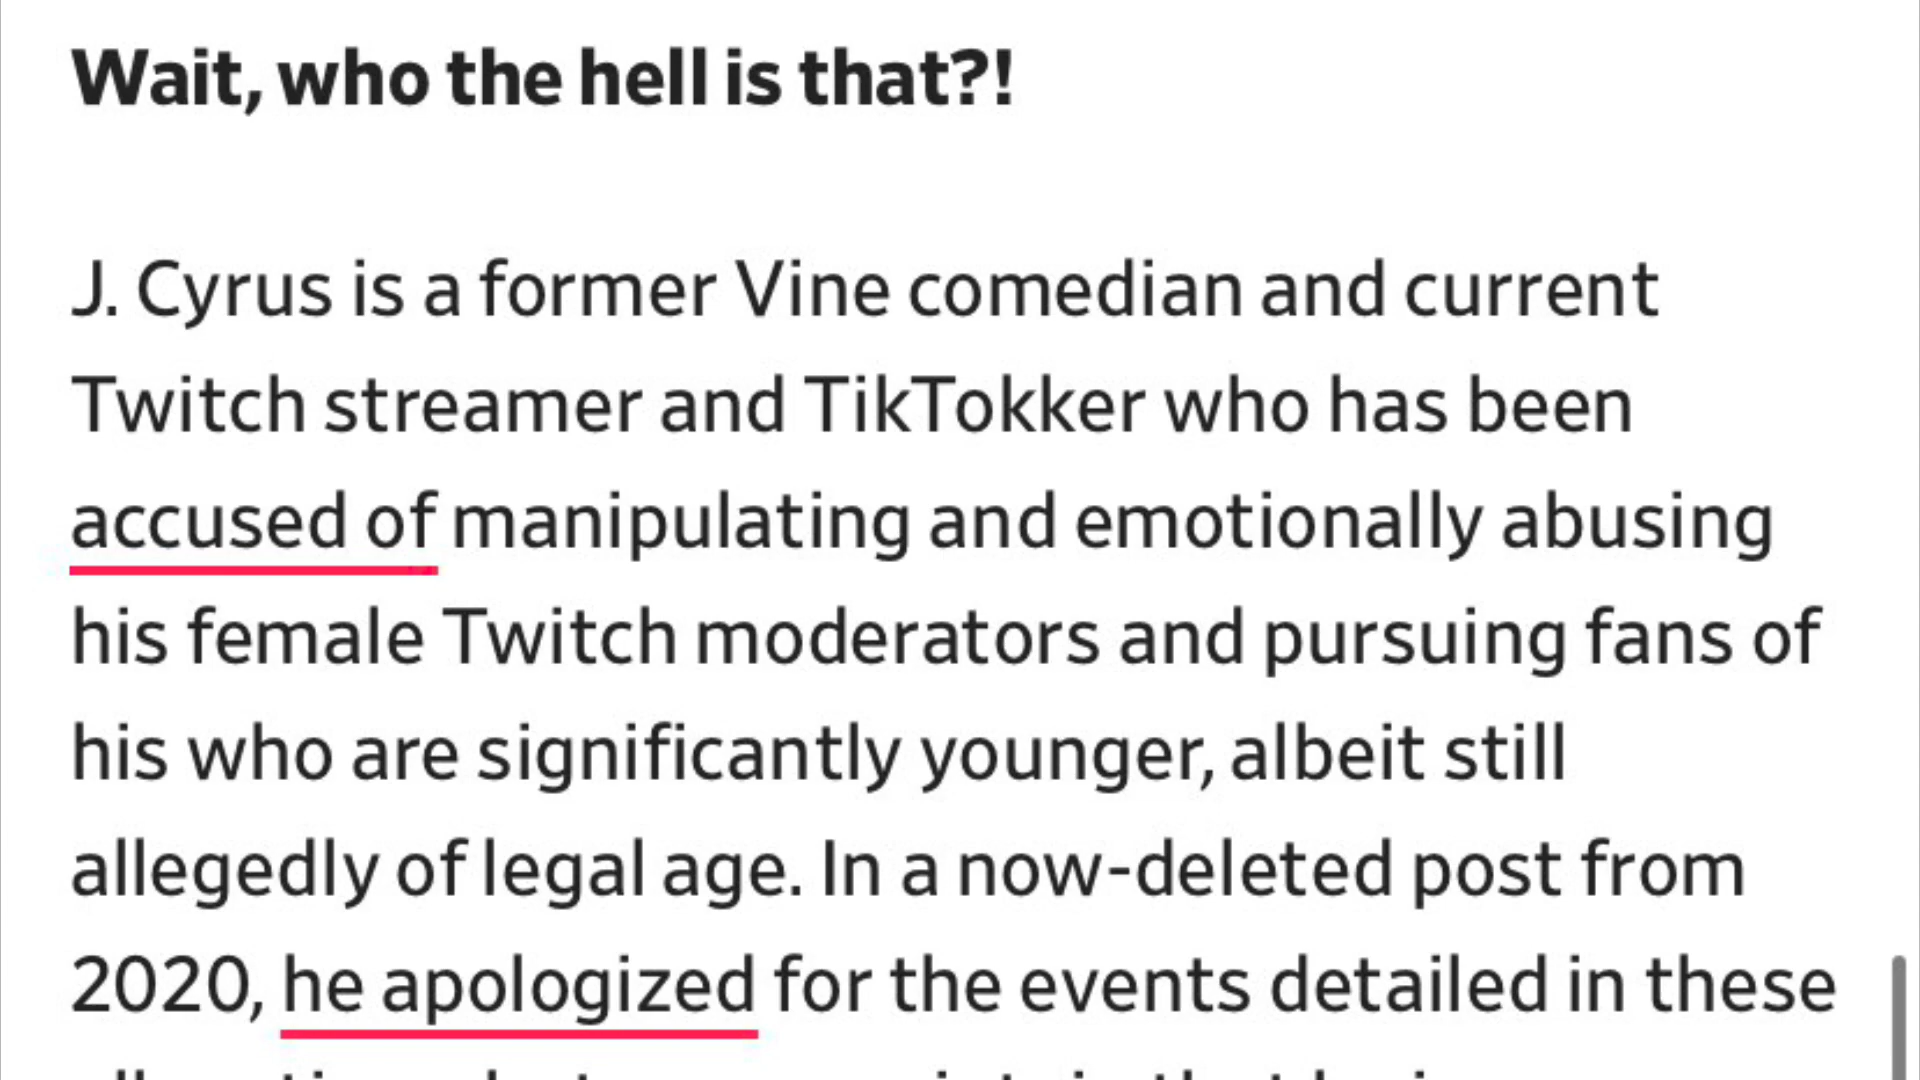 Wait, who the hell is that?!
J. Cyrus is a former Vine comedian and current
Twitch streamer and TikTokker who has been
accused of manipulating and emotionally abusing
his female Twitch moderators and pursuing fans of
his who are significantly younger, albeit still
allegedly of legal age. In a now-deleted post from
2020, he apologized for the events detailed in these